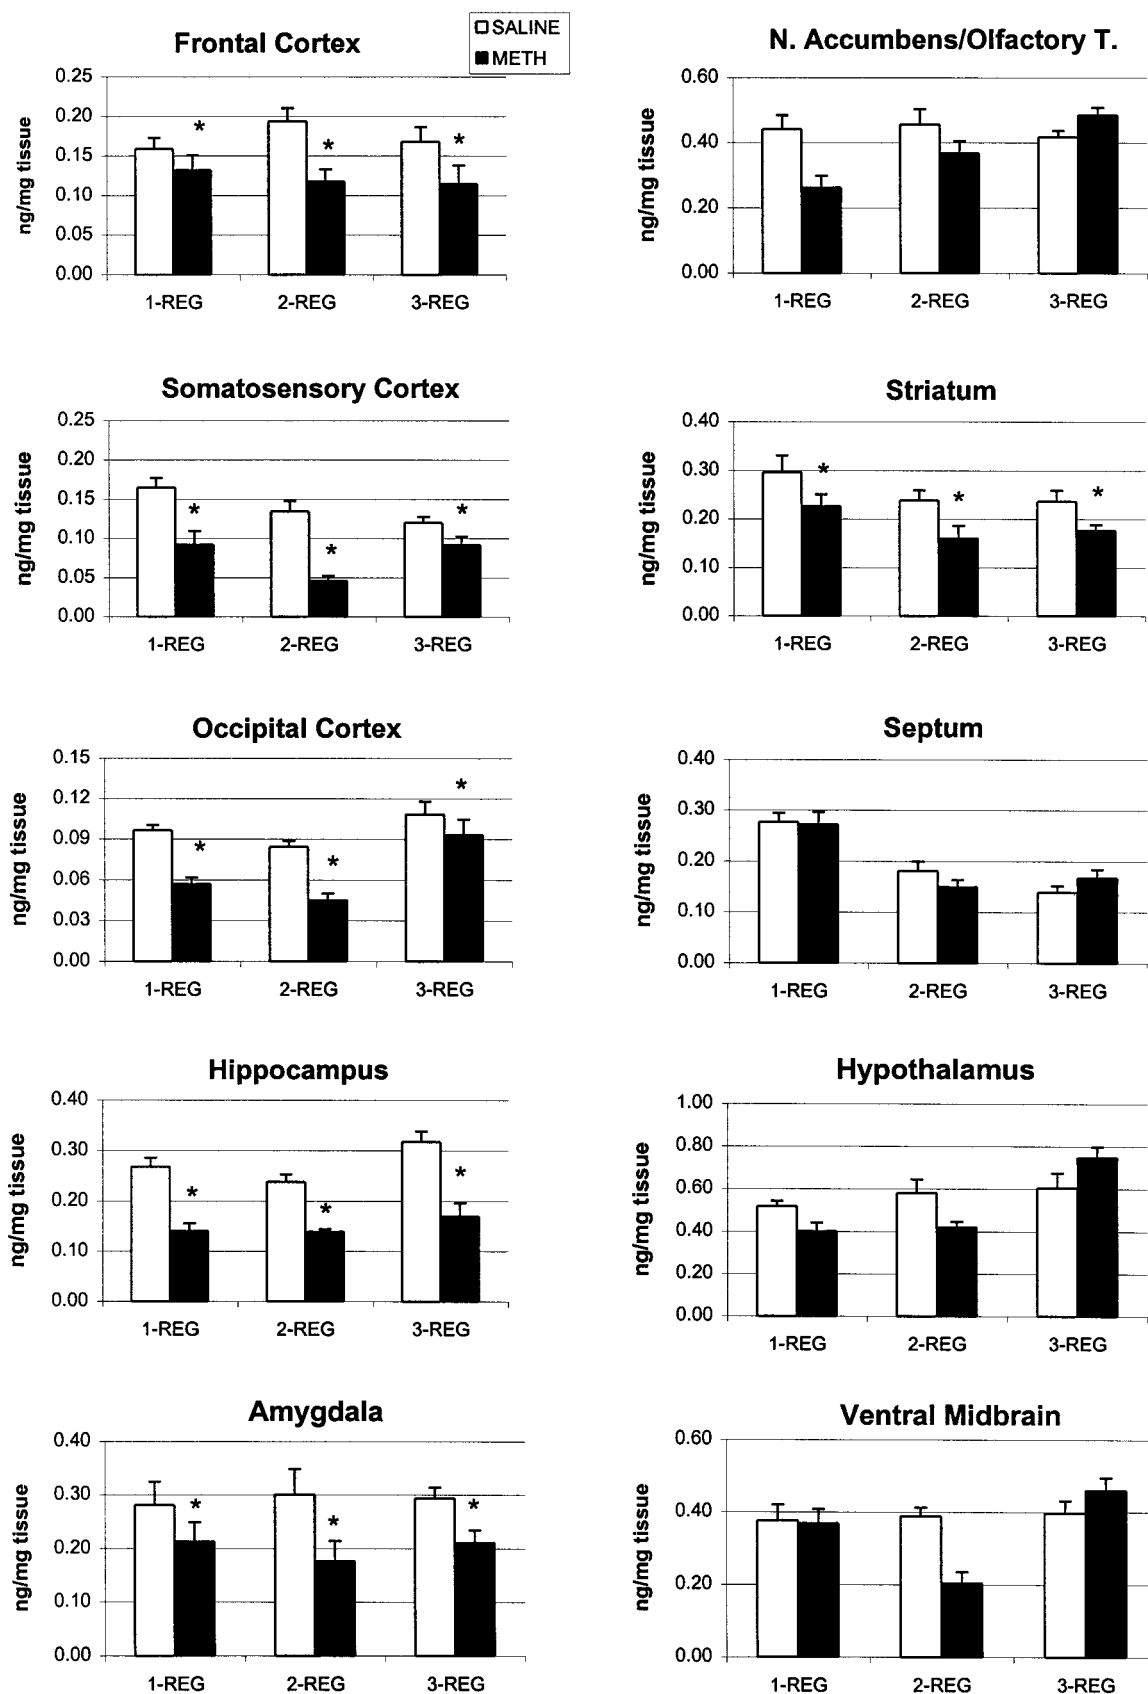 Frontal Cortex
SALINE
METH
ng/mg tissue
0.25
0.20
0.15
0.10
0.05
0.00
*
*
*
1-REG 2-REG 3-REG
N. Accumbens/Olfactory T.
ng/mg tissue
0.60
0.40
0.20
0.00
1-REG 2-REG 3-REG
Somatosensory Cortex
ng/mg tissue
0.25
0.20
0.15
0.10
0.05
0.00
*
*
*
1-REG 2-REG 3-REG
Striatum
ng/mg tissue
0.40
0.30
0.20
0.10
0.00
*
*
*
1-REG 2-REG 3-REG
Occipital Cortex
ng/mg tissue
0.15
0.12
0.09
0.06
0.03
0.00
*
*
*
1-REG 2-REG 3-REG
Septum
ng/mg tissue
0.40
0.30
0.20
0.10
0.00
1-REG 2-REG 3-REG
Hippocampus
ng/mg tissue
0.40
0.30
0.20
0.10
0.00
*
*
*
1-REG 2-REG 3-REG
Hypothalamus
ng/mg tissue
1.00
0.80
0.60
0.40
0.20
0.00
1-REG 2-REG 3-REG
Amygdala
ng/mg tissue
0.40
0.30
0.20
0.10
0.00
*
*
*
1-REG 2-REG 3-REG
Ventral Midbrain
ng/mg tissue
0.60
0.40
0.20
0.00
1-REG 2-REG 3-REG